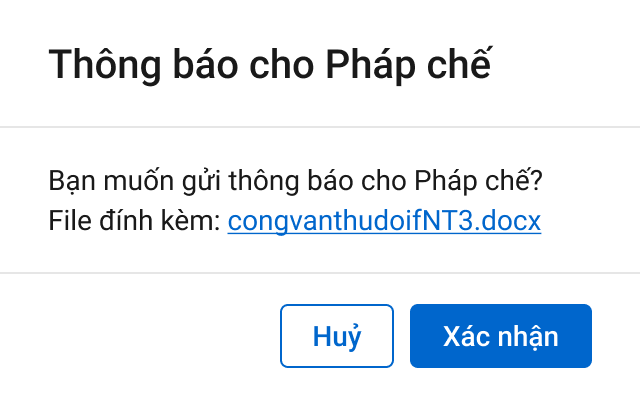 Thông báo cho Pháp chế
Bạn muốn gửi thông báo cho Pháp chế?
File đính kèm: congvanthudoifNT3.docx
Huỷ
Xác nhận